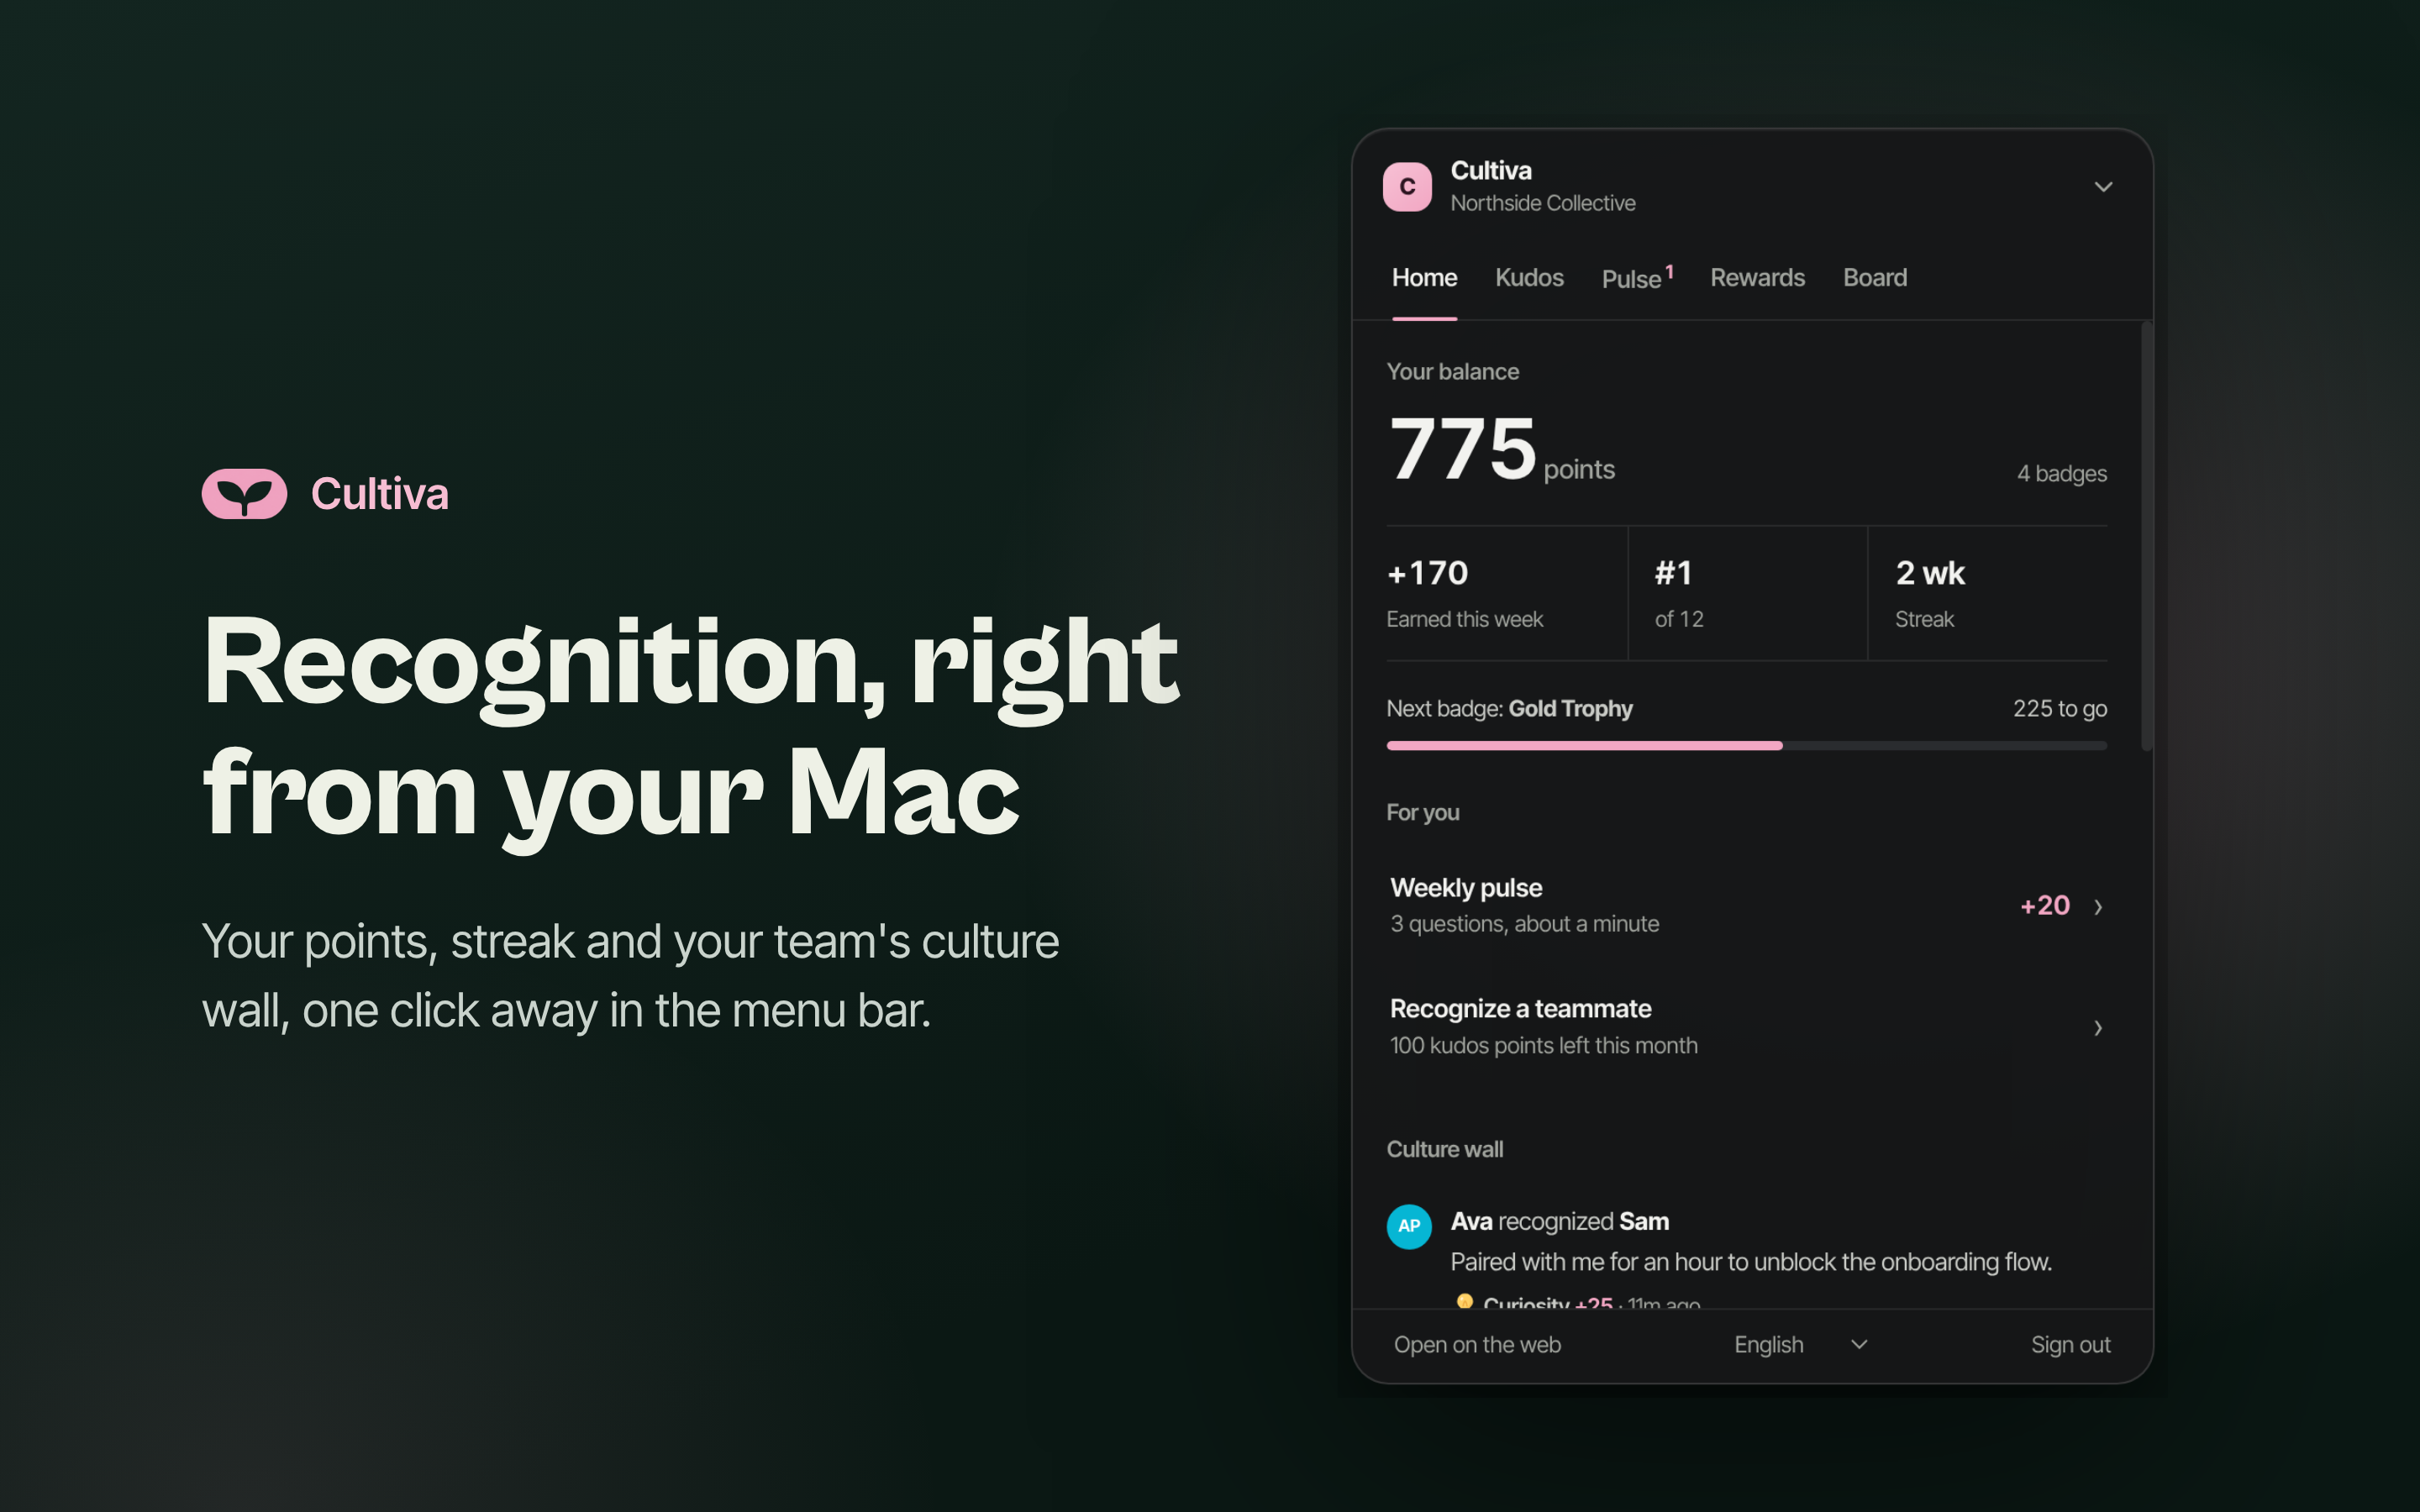 Cultiva
Recognition, right
from your Mac
Your points, streak and your team's culture
wall, one click away in the menu bar.
C
Cultiva
Northside Collective
Home Kudos Pulse 1 Rewards Board
Your balance
775 points
4 badges
+170 #1 2 wk
Earned this week of 12 Streak
Next badge: Gold Trophy 225 to go
For you
Weekly pulse
3 questions, about a minute
+20
Recognize a teammate
100 kudos points left this month
Culture wall
AP
Ava recognized Sam
Paired with me for an hour to unblock the onboarding flow.
Curiosity +25 · 11m ago
Open on the web English Sign out